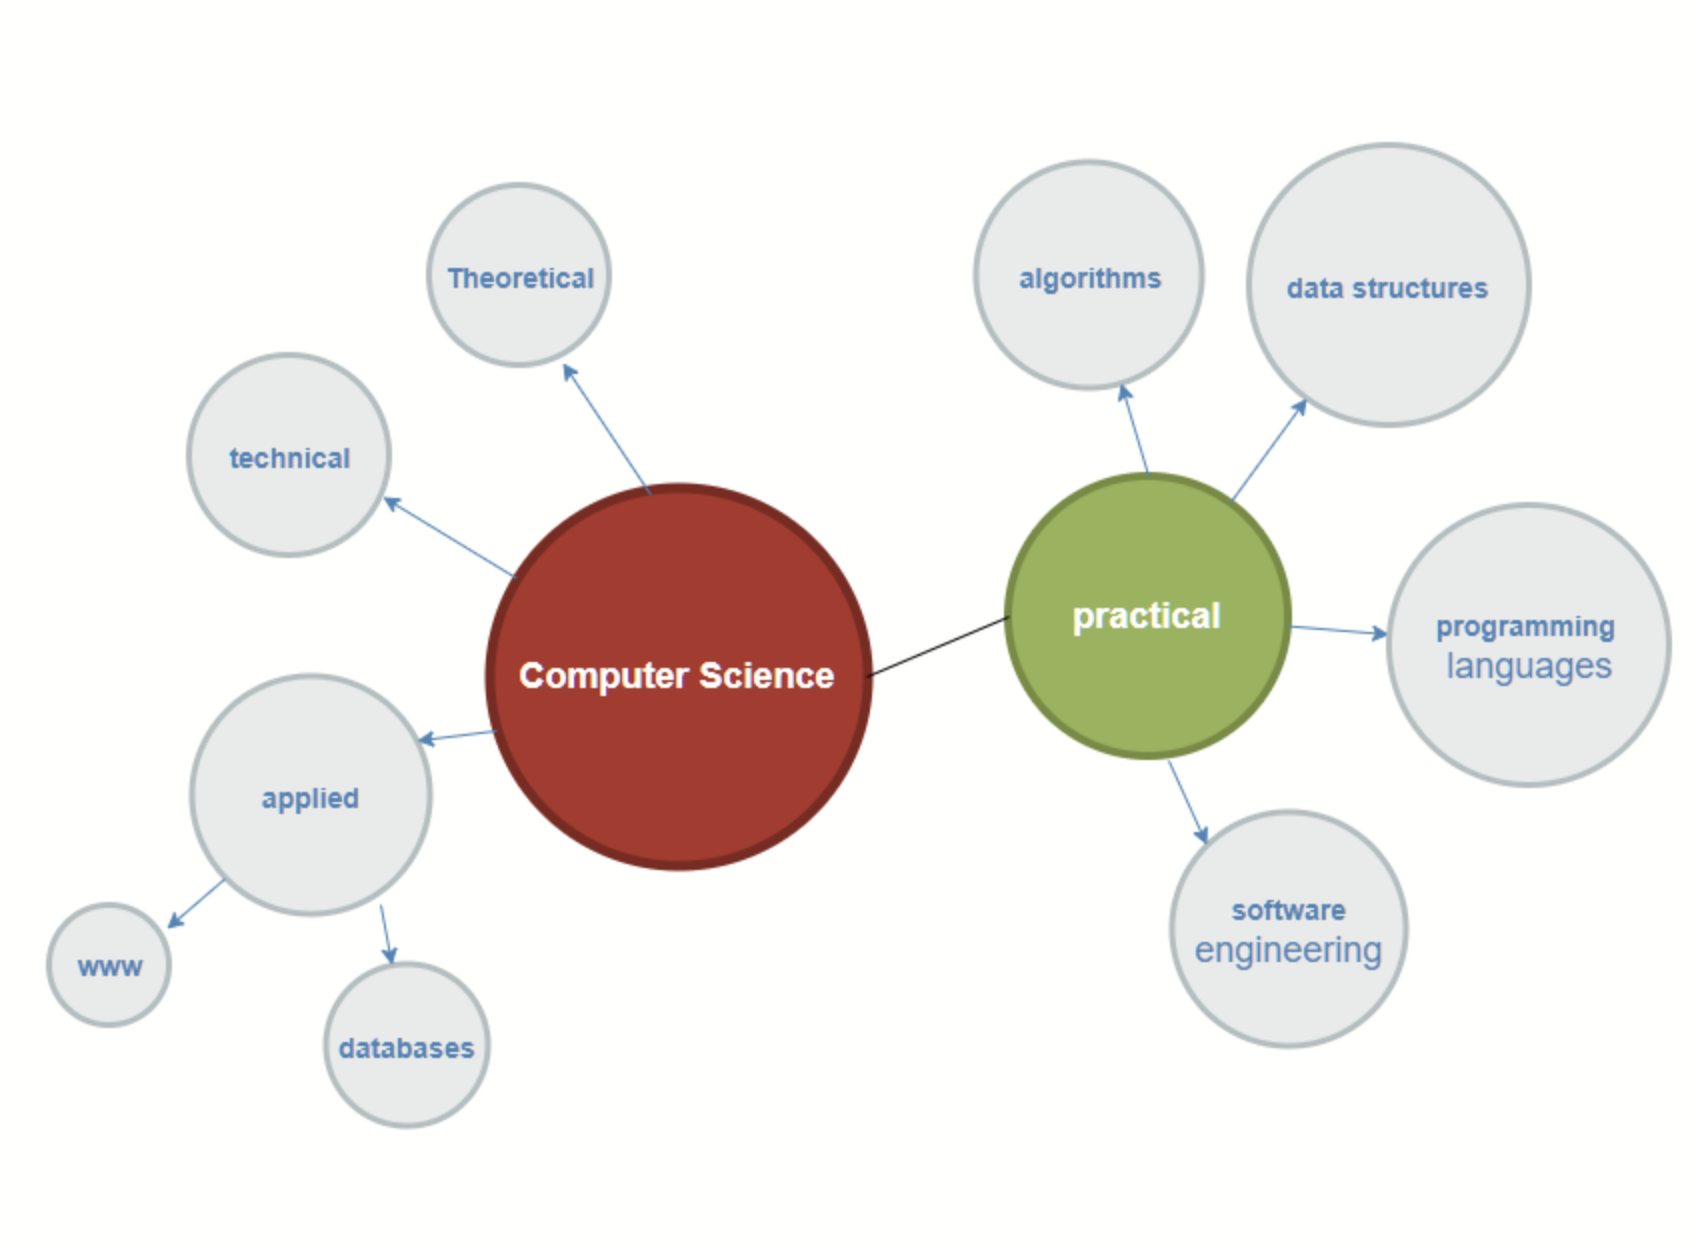 Theoretical
algorithms
data structures
technical
practical
programming
languages
Computer Science
applied
software
engineering
www
databases